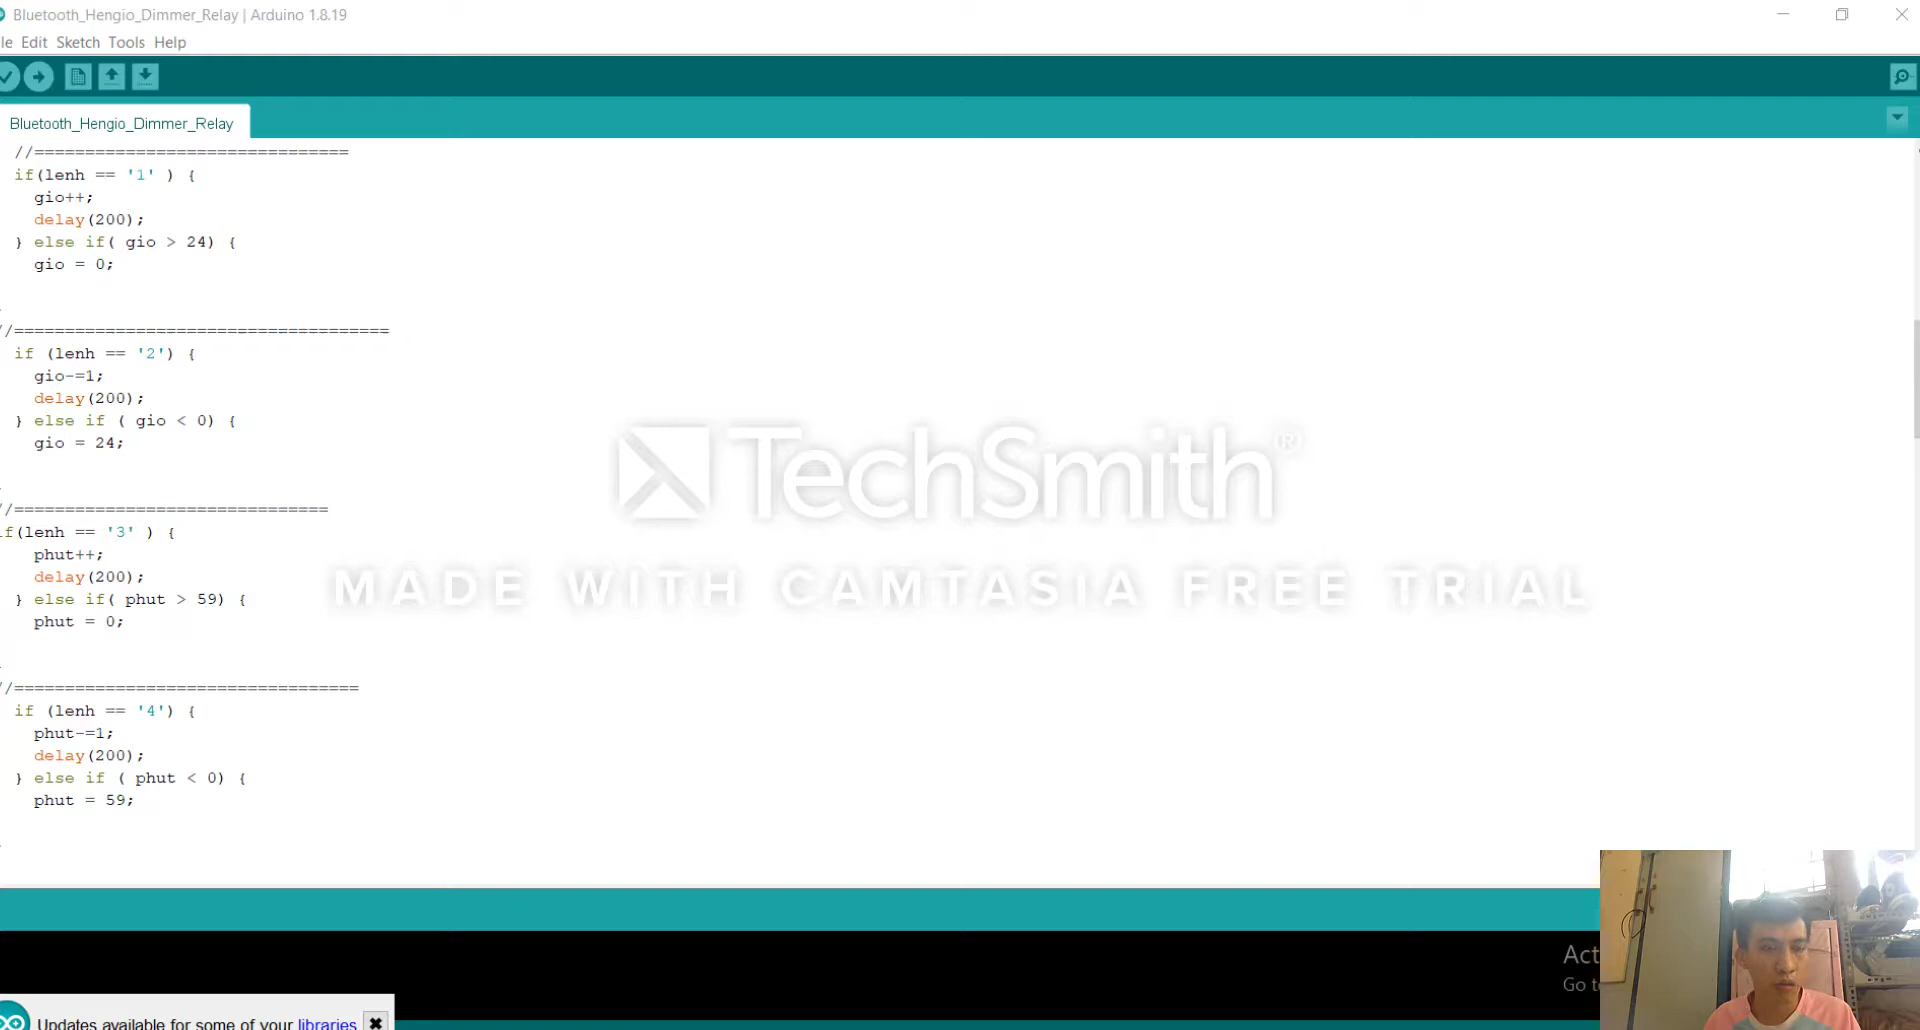 Bluetooth_Hengio_Dimmer_Relay | Arduino 1.8.19
le Edit Sketch Tools Help
Bluetooth_Hengio_Dimmer_Relay
//===============================
if(lenh == '1' ) {
gio++;
delay(200);
} else if( gio > 24) {
gio = 0;
//=====================================
if (lenh == '2') {
gio-=1;
delay(200);
} else if ( gio < 0) {
gio = 24;
//===============================
if(lenh == '3' ) {
phut++;
delay(200);
} else if( phut > 59) {
phut = 0;
//==================================
if (lenh == '4') {
phut-=1;
delay(200);
} else if ( phut < 0) {
phut = 59;
TechSmith®
MADE WITH CAMTASIA FREE TRIAL
Act
Go to
Updates available for some of your libraries